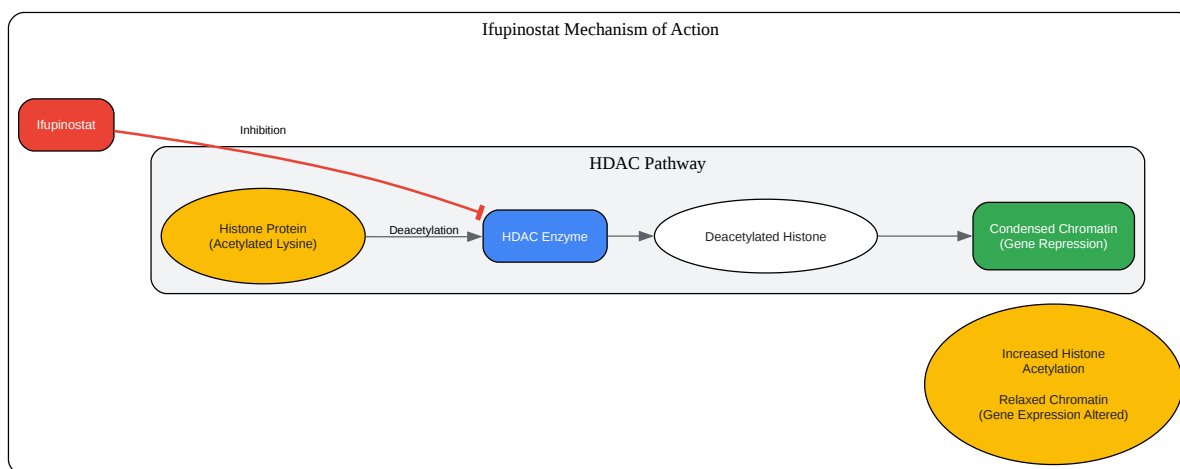 Ifupinostat Mechanism of Action
Ifupinostat
Inhibition
HDAC Pathway
Histone Protein
(Acetylated Lysine)
Deacetylation
HDAC Enzyme
Deacetylated Histone
Condensed Chromatin
(Gene Repression)
Increased Histone
Acetylation
Relaxed Chromatin
(Gene Expression Altered)